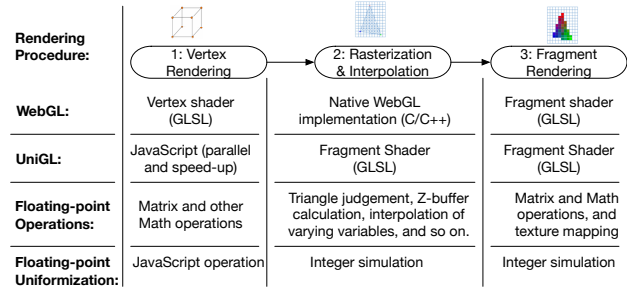 Rendering
Procedure:
1: Vertex
Rendering
2: Rasterization
& Interpolation
3: Fragment
Rendering
WebGL:
Vertex shader
(GLSL)
Native WebGL
implementation (C/C++)
Fragment shader
(GLSL)
UniGL:
JavaScript (parallel
and speed-up)
Fragment Shader
(GLSL)
Fragment Shader
(GLSL)
Floating-point
Operations:
Matrix and other
Math operations
Triangle judgement, Z-buffer
calculation, interpolation of
varying variables, and so on.
Matrix and Math
operations, and
texture mapping
Floating-point
Uniformization:
JavaScript operation
Integer simulation
Integer simulation